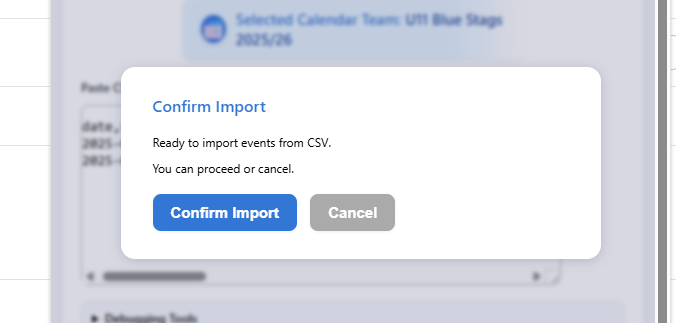 Selected Calendar Team: U11 Blue Stags
2025/26
Paste C
date,
2025-
2025-
Confirm Import
Ready to import events from CSV.
You can proceed or cancel.
Confirm Import
Cancel
Debugging Tools